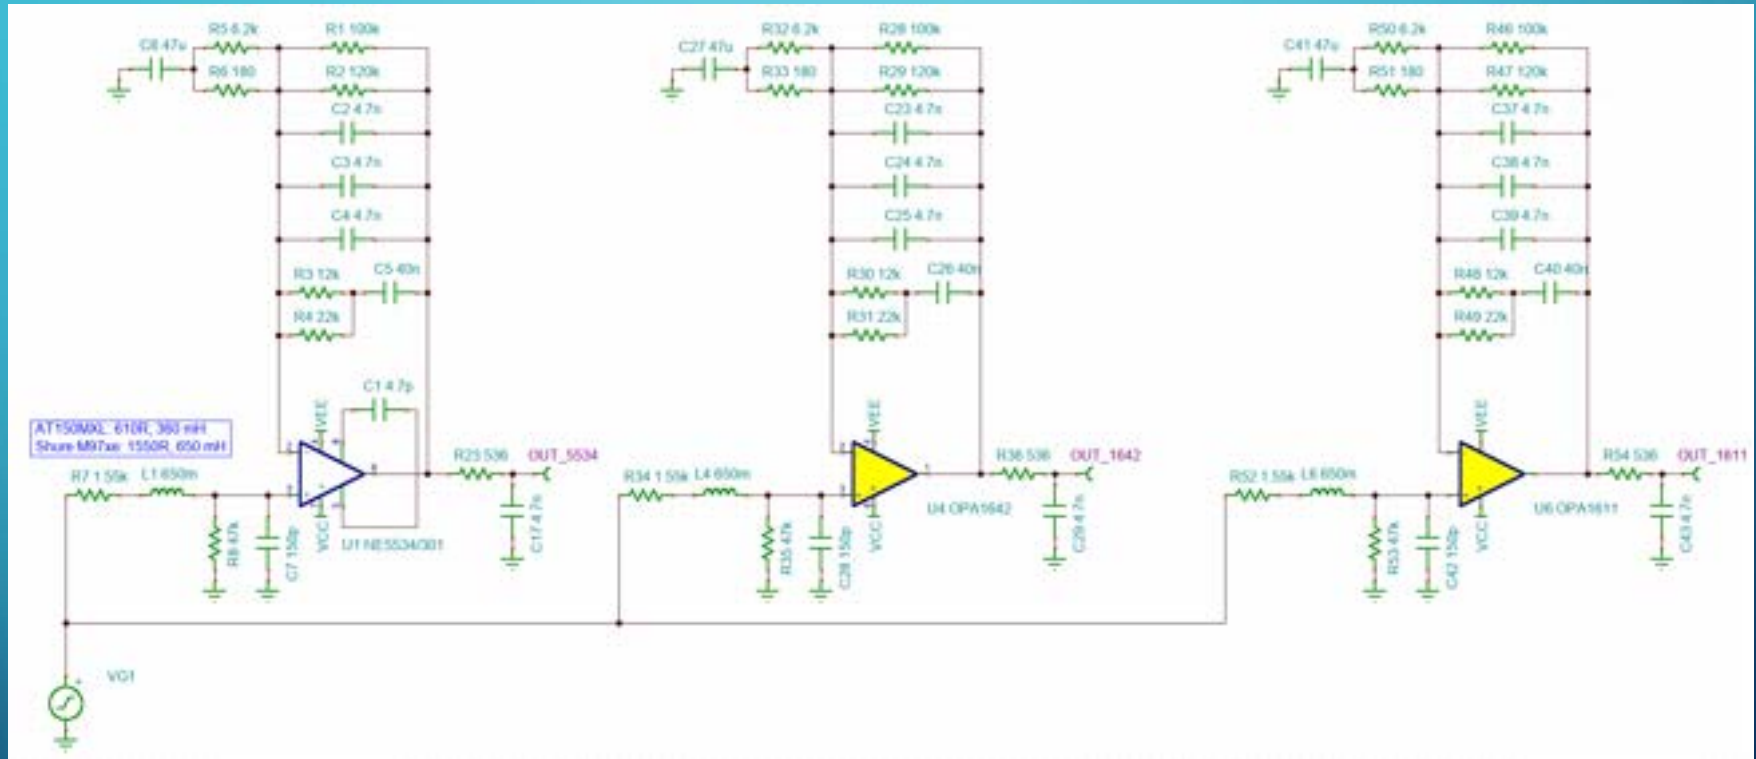 R5 6.2k
R1 100k
C6 47u
R6 180
R2 120k
C2 4.7n
C3 4.7n
C4 4.7n
R3 12k
C5 40n
R4 22k
C1 4.7p
VEE
AT150MXL: 610R, 360 mH
Shure M97xe: 1550R, 650 mH
R7 1.55k
L1 650m
R8 47k
C7 150p
VCC
U1 NE5534/301
R23 536
OUT_5534
C17 4.7n
R32 6.2k
R28 100k
C27 47u
R33 180
R29 120k
C23 4.7n
C24 4.7n
C25 4.7n
R30 12k
C26 40n
R31 22k
VEE
R34 1.55k
L4 650m
R35 47k
C28 150p
VCC
U4 OPA1642
R36 536
OUT_1642
C29 4.7n
R50 6.2k
R46 100k
C41 47u
R51 180
R47 120k
C37 4.7n
C38 4.7n
C39 4.7n
R48 12k
C40 40n
R49 22k
VEE
R52 1.55k
L6 650m
R53 47k
C42 150p
VCC
U6 OPA1611
R54 536
OUT_1611
C43 4.7n
VG1